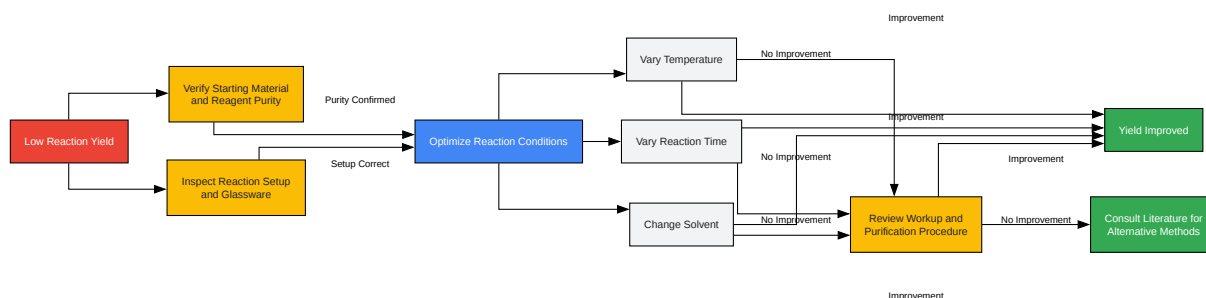 Improvement
Vary Temperature
No Improvement
Verify Starting Material
and Reagent Purity
Purity Confirmed
Improvement
Low Reaction Yield
Optimize Reaction Conditions
Vary Reaction Time
Yield Improved
No Improvement
Improvement
Setup Correct
Inspect Reaction Setup
and Glassware
Change Solvent
No Improvement
Review Workup and
Purification Procedure
No Improvement
Consult Literature for
Alternative Methods
Improvement